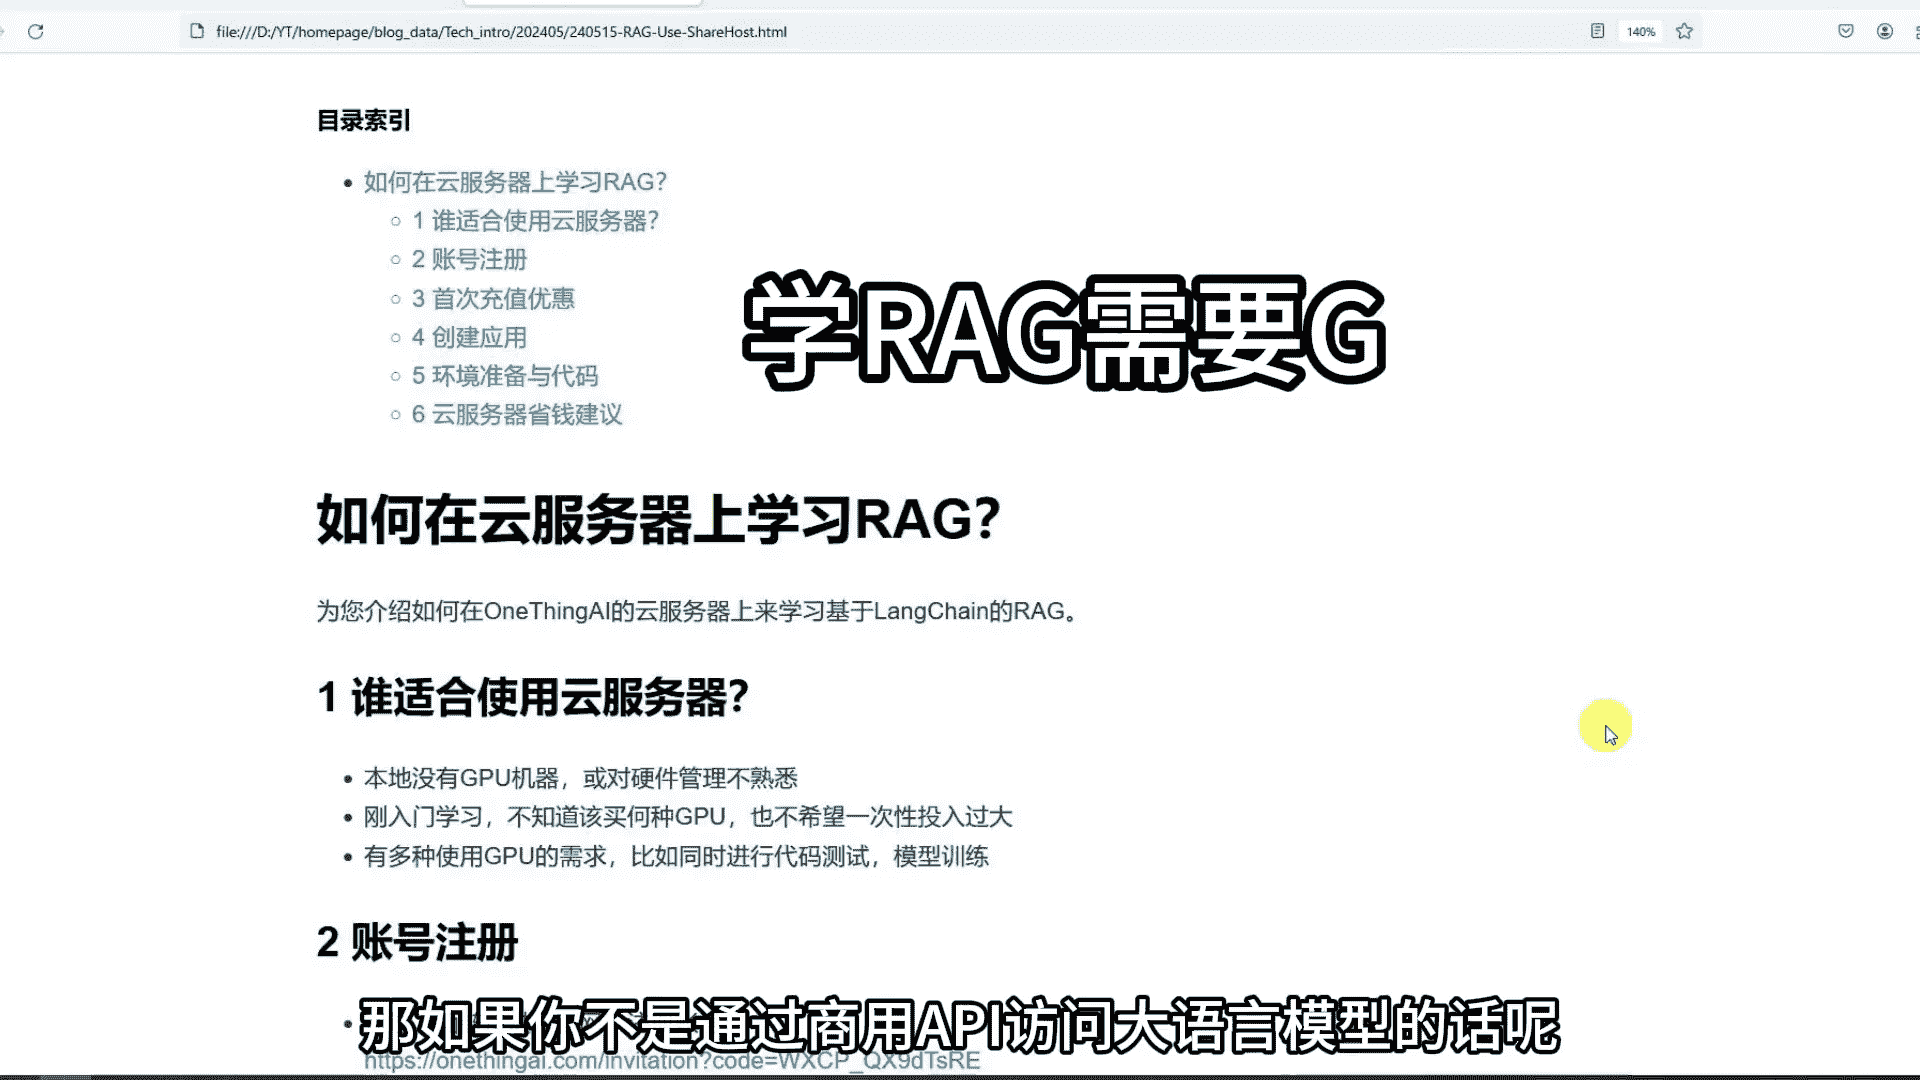 file:///D:/YT/homepage/blog_data/Tech_intro/202405/240515-RAG-Use-ShareHost.html
140%
目录索引
如何在云服务器上学习RAG?
1 谁适合使用云服务器?
2 账号注册
3 首次充值优惠
4 创建应用
5 环境准备与代码
6 云服务器省钱建议
学RAG需要G
如何在云服务器上学习RAG?
为您介绍如何在OneThingAI的云服务器上来学习基于LangChain的RAG。
1 谁适合使用云服务器?
本地没有GPU机器，或对硬件管理不熟悉
刚入门学习，不知道该买何种GPU，也不希望一次性投入过大
有多种使用GPU的需求，比如同时进行代码测试，模型训练
2 账号注册
那如果你不是通过商用API访问大语言模型的话呢
https://onethingai.com/invitation?code=WXCP_QX9dTsRE